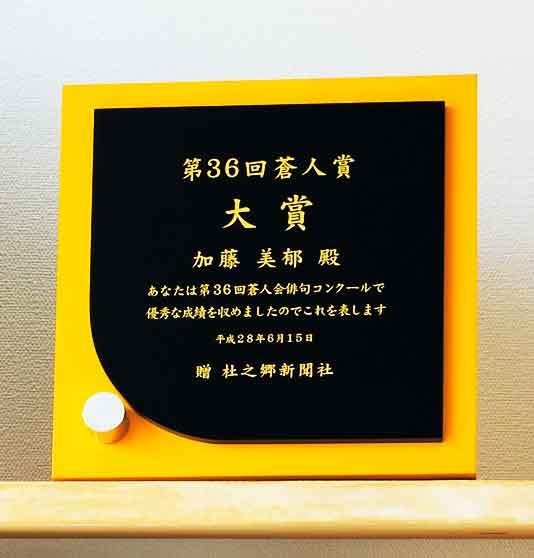 第36回蒼人賞
大賞
加藤 美郁 殿
あなたは第36回蒼人会俳句コンクールで
優秀な成績を収めましたのでこれを表します
平成28年6月15日
贈 杜之郷新聞社